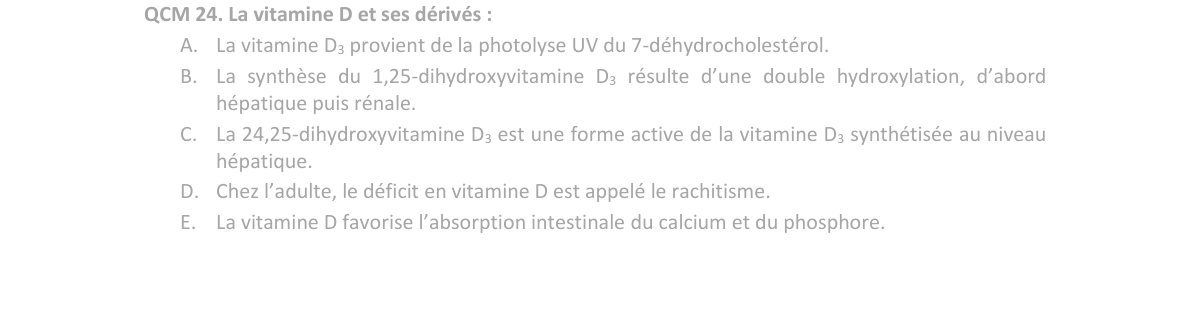 QCM 24. La vitamine D et ses dérivés :
A. La vitamine D₃ provient de la photolyse UV du 7-déhydrocholestérol.
B. La synthèse du 1,25-dihydroxyvitamine D₃ résulte d’une double hydroxylation, d’abord
hépatique puis rénale.
C. La 24,25-dihydroxyvitamine D₃ est une forme active de la vitamine D₃ synthétisée au niveau
hépatique.
D. Chez l’adulte, le déficit en vitamine D est appelé le rachitisme.
E. La vitamine D favorise l’absorption intestinale du calcium et du phosphore.